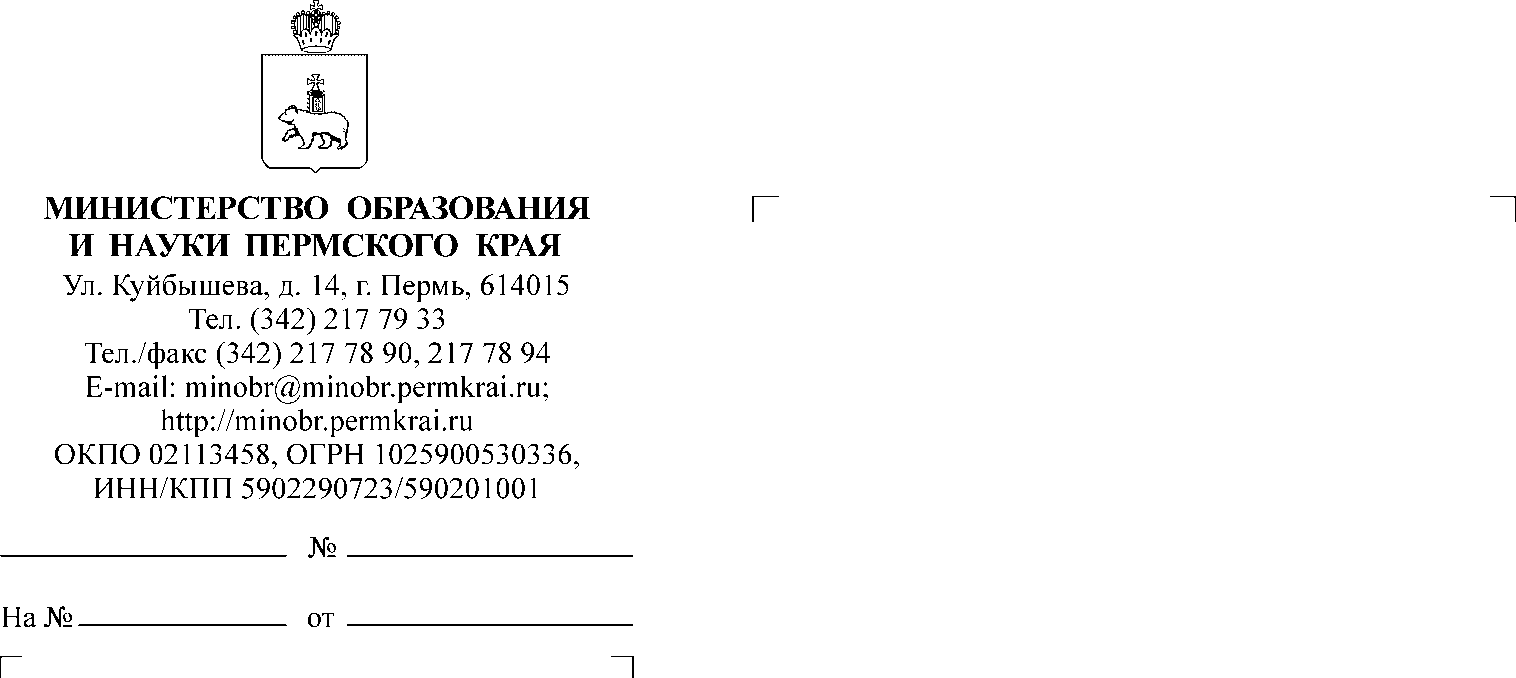 МИНИСТЕРСТВО ОБРАЗОВАНИЯ
И НАУКИ ПЕРМСКОГО КРАЯ
Ул. Куйбышева, д. 14, г. Пермь, 614015
Тел. (342) 217 79 33
Тел./факс (342) 217 78 90, 217 78 94
E-mail: minobr@minobr.permkrai.ru;
http://minobr.permkrai.ru
ОКПО 02113458, ОГРН 1025900530336,
ИНН/КПП 5902290723/590201001
№
На № от